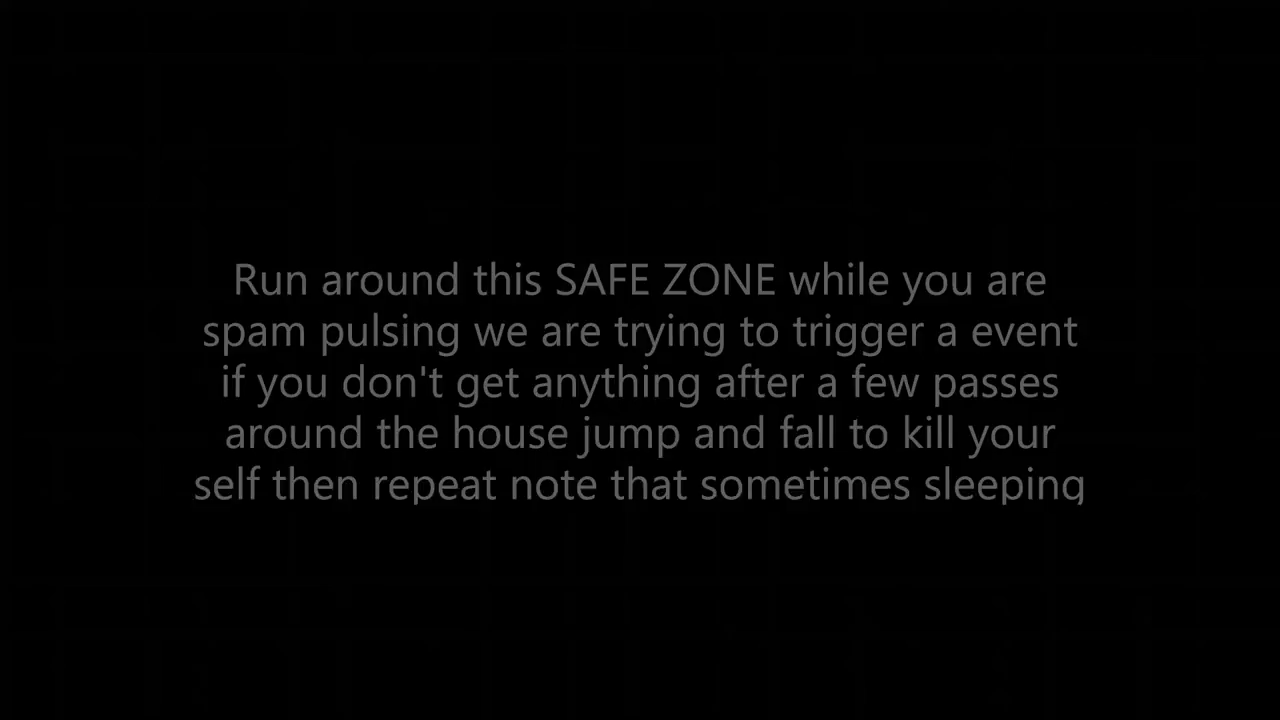 Run around this SAFE ZONE while you are
spam pulsing we are trying to trigger a event
if you don't get anything after a few passes
around the house jump and fall to kill your
self then repeat note that sometimes sleeping